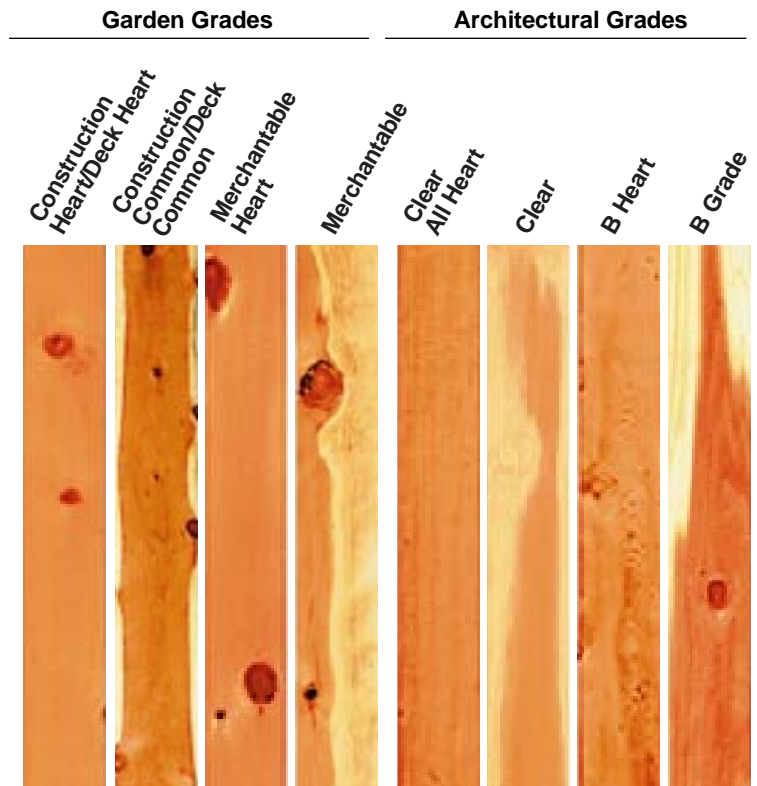 Garden Grades
Architectural Grades
Construction
Heart/Deck Heart
Construction
Common/Deck
Common
Merchantable
Heart
Merchantable
Clear
All Heart
Clear
B Heart
B Grade